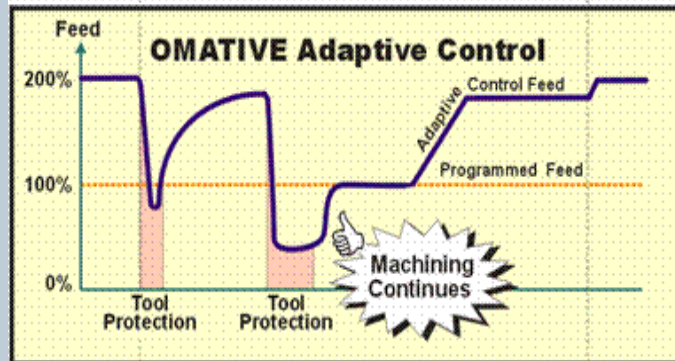 Feed
OMATIVE Adaptive Control
200%
Adaptive
Control Feed
Programmed Feed
100%
Machining
Continues
0%
Tool
Protection
Tool
Protection